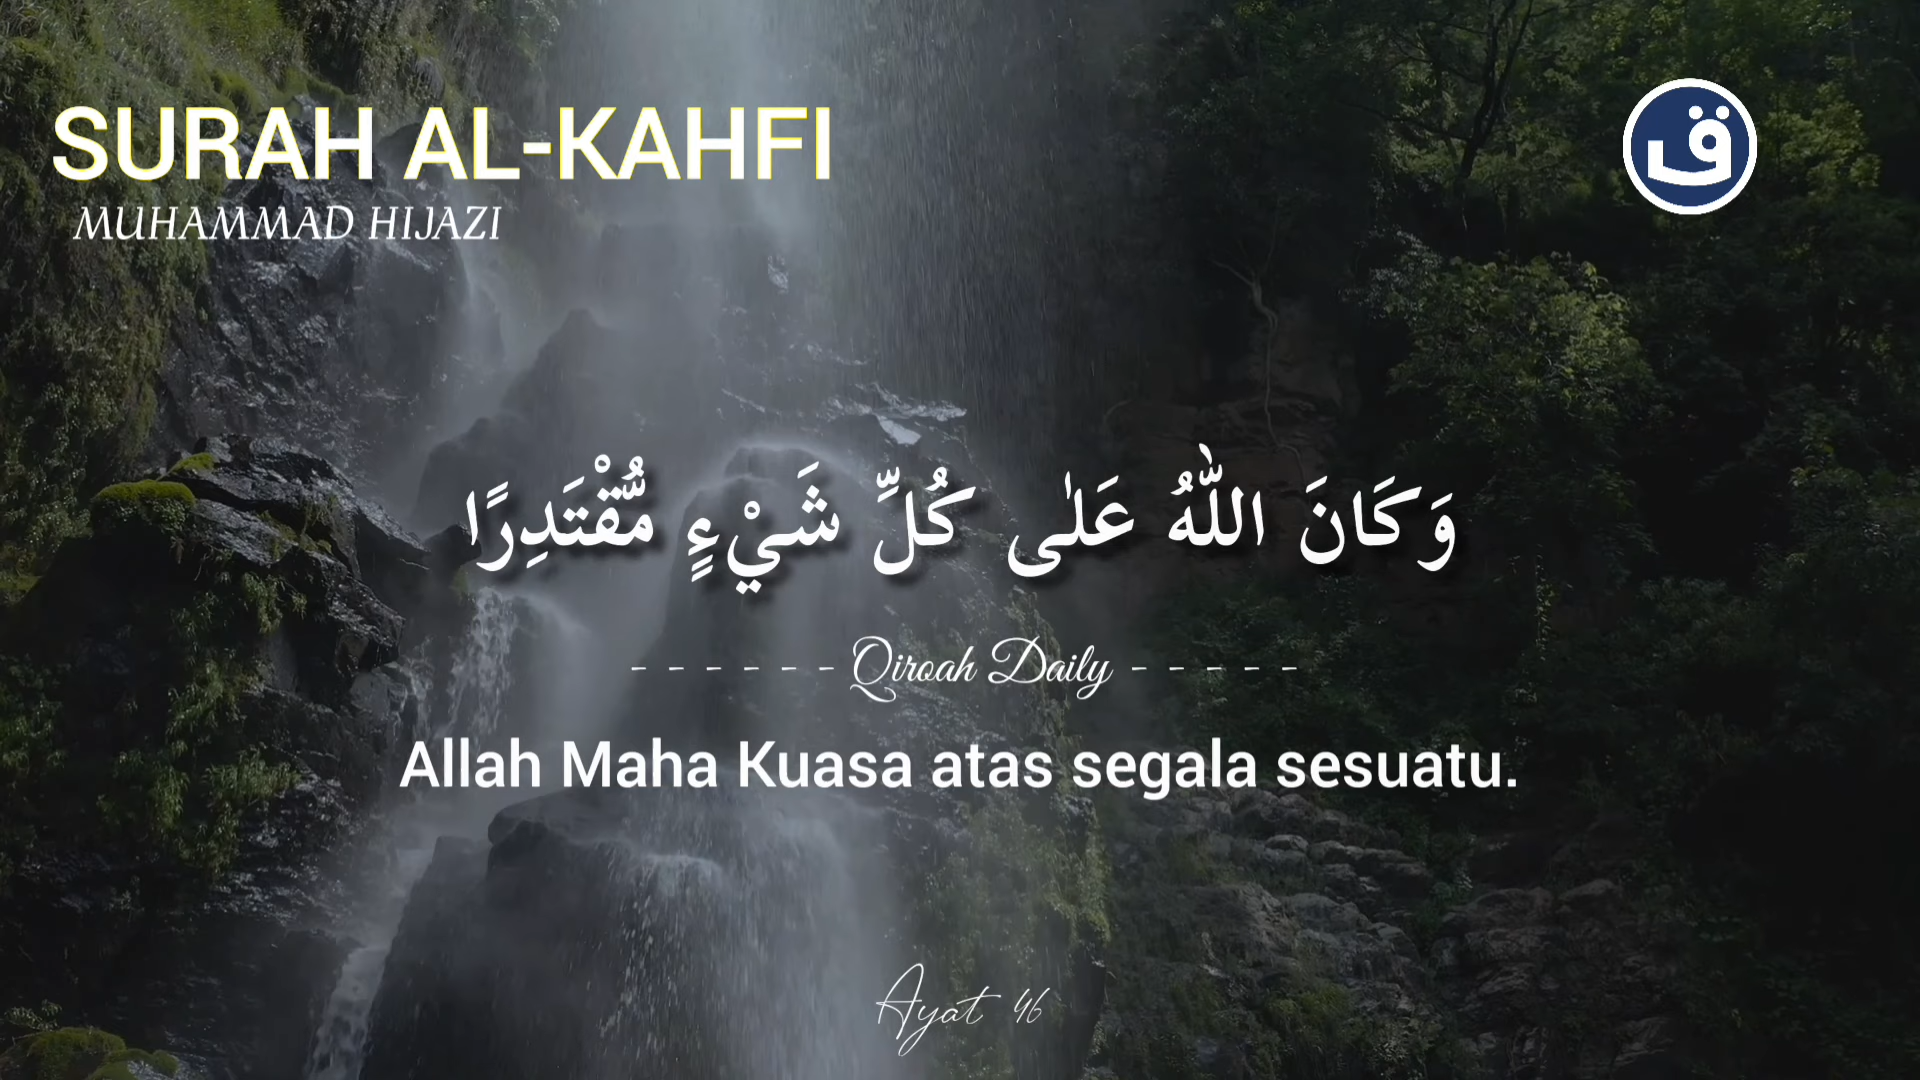 SURAH AL-KAHFI
MUHAMMAD HIJAZI
ق
وَكَانَ اللّٰهُ عَلٰى كُلِّ شَيْءٍ مُّقْتَدِرًا
- - - - - - Qiroah Daily - - - - -
Allah Maha Kuasa atas segala sesuatu.
Ayat 46